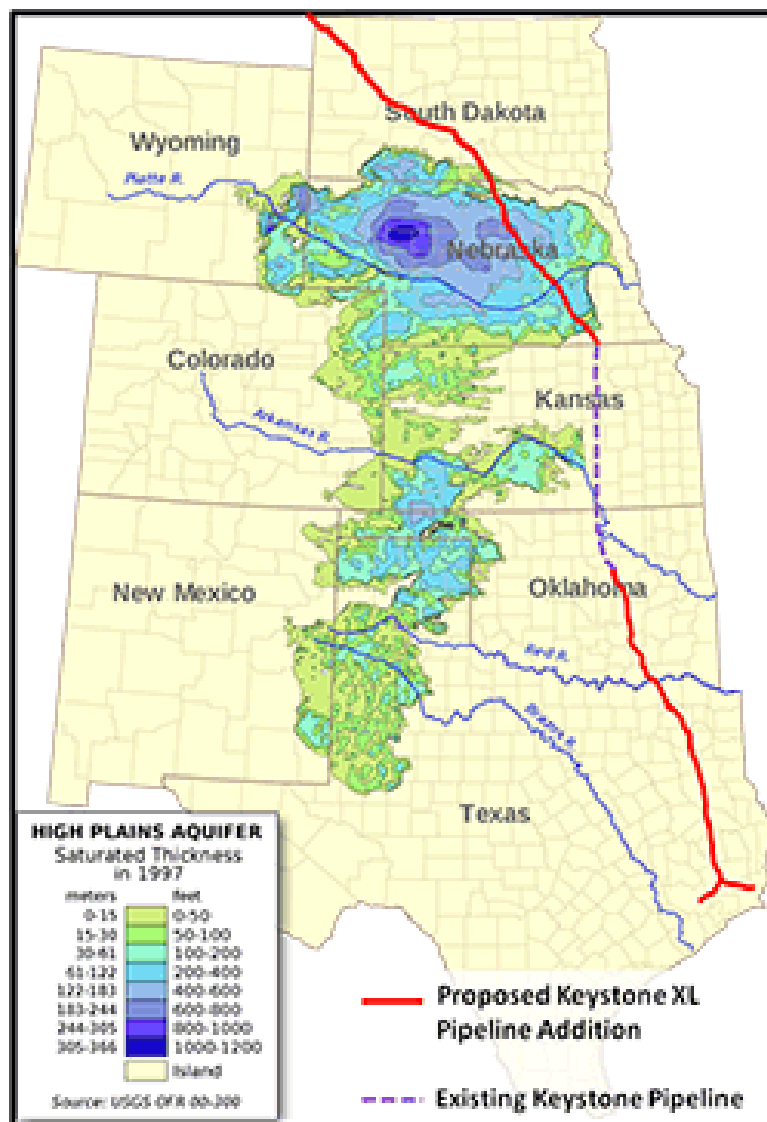 South Dakota
Wyoming
Platte R.
Nebraska
Colorado
Kansas
Arkansas R.
New Mexico
Oklahoma
Red R.
Brazos R.
Texas
HIGH PLAINS AQUIFER
Saturated Thickness
in 1997
meters feet
0-15 0-50
15-30 50-100
30-61 100-200
61-122 200-400
122-183 400-600
183-244 600-800
244-305 800-1000
305-366 1000-1200
Island
Source: USGS OFR 00-300
Proposed Keystone XL
Pipeline Addition
Existing Keystone Pipeline